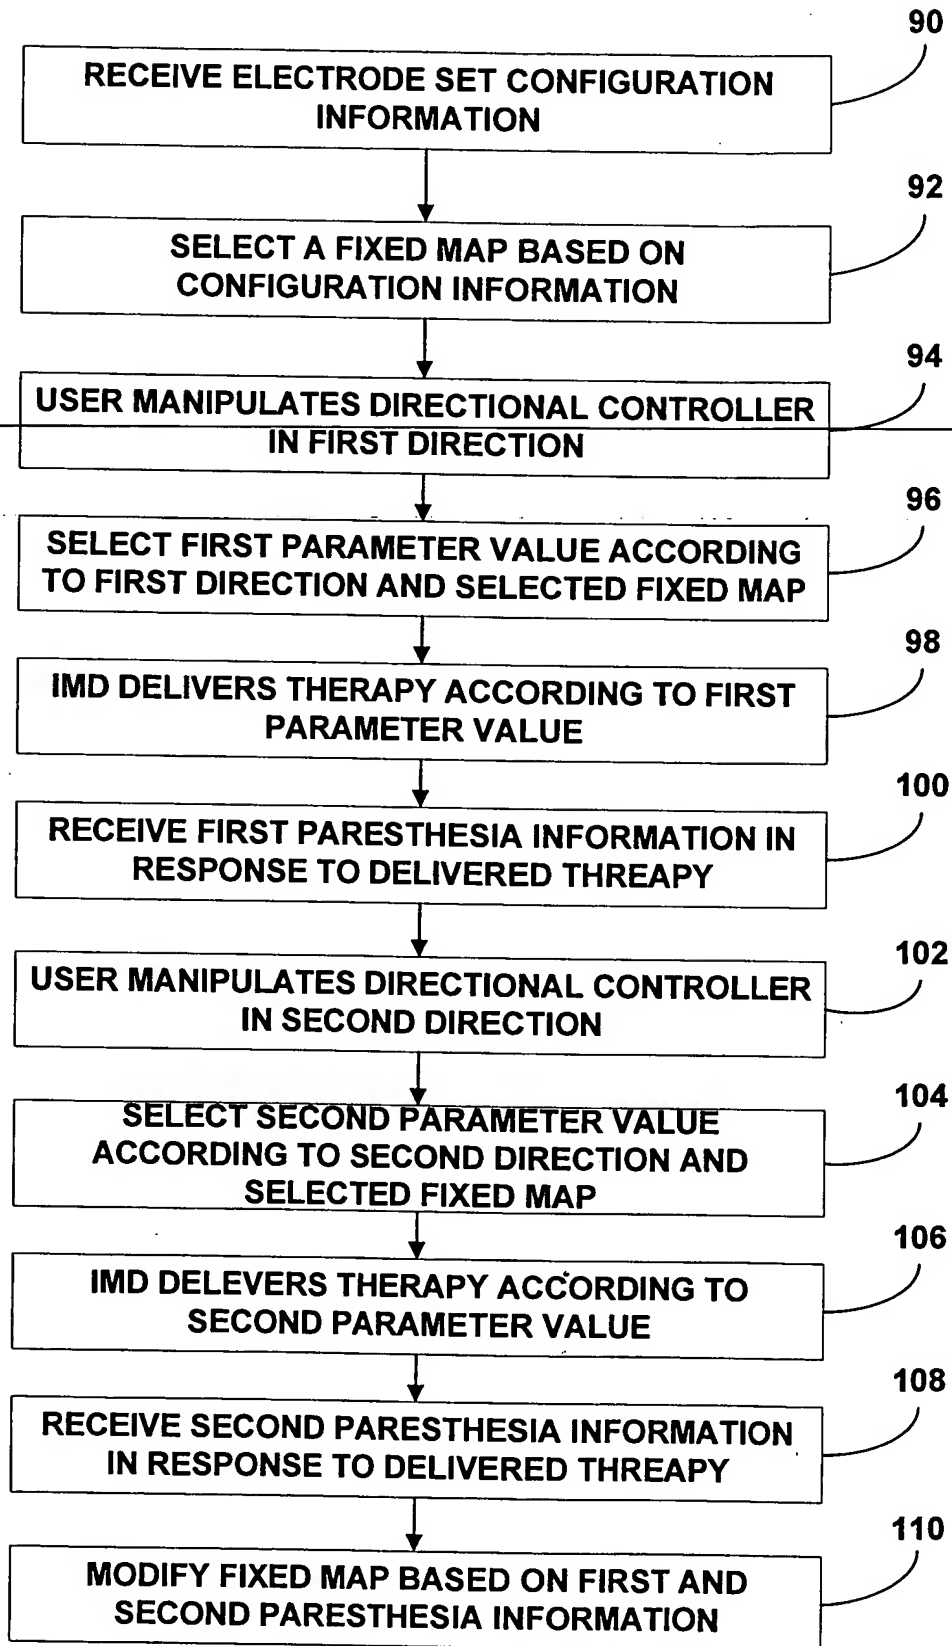 90
RECEIVE ELECTRODE SET CONFIGURATION
INFORMATION
92
SELECT A FIXED MAP BASED ON
CONFIGURATION INFORMATION
94
USER MANIPULATES DIRECTIONAL CONTROLLER
IN FIRST DIRECTION
96
SELECT FIRST PARAMETER VALUE ACCORDING
TO FIRST DIRECTION AND SELECTED FIXED MAP
98
IMD DELIVERS THERAPY ACCORDING TO FIRST
PARAMETER VALUE
100
RECEIVE FIRST PARESTHESIA INFORMATION IN
RESPONSE TO DELIVERED THREAPY
102
USER MANIPULATES DIRECTIONAL CONTROLLER
IN SECOND DIRECTION
104
SELECT SECOND PARAMETER VALUE
ACCORDING TO SECOND DIRECTION AND
SELECTED FIXED MAP
106
IMD DELEVERS THERAPY ACCORDING TO
SECOND PARAMETER VALUE
108
RECEIVE SECOND PARESTHESIA INFORMATION
IN RESPONSE TO DELIVERED THREAPY
110
MODIFY FIXED MAP BASED ON FIRST AND
SECOND PARESTHESIA INFORMATION